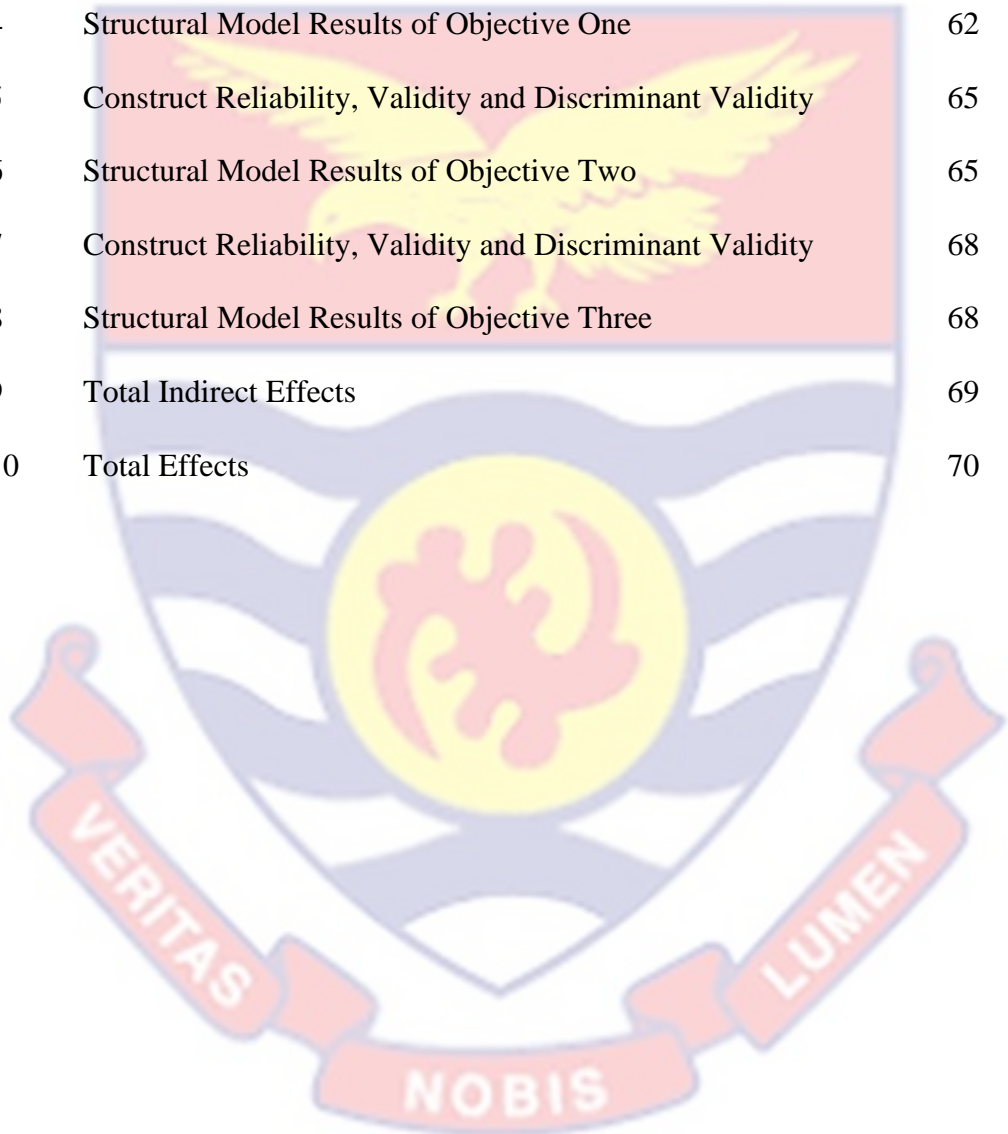 Structural Model Results of Objective One 62
Construct Reliability, Validity and Discriminant Validity 65
Structural Model Results of Objective Two 65
Construct Reliability, Validity and Discriminant Validity 68
Structural Model Results of Objective Three 68
Total Indirect Effects 69
0 Total Effects 70
VERITAS
NOBIS
LUMEN